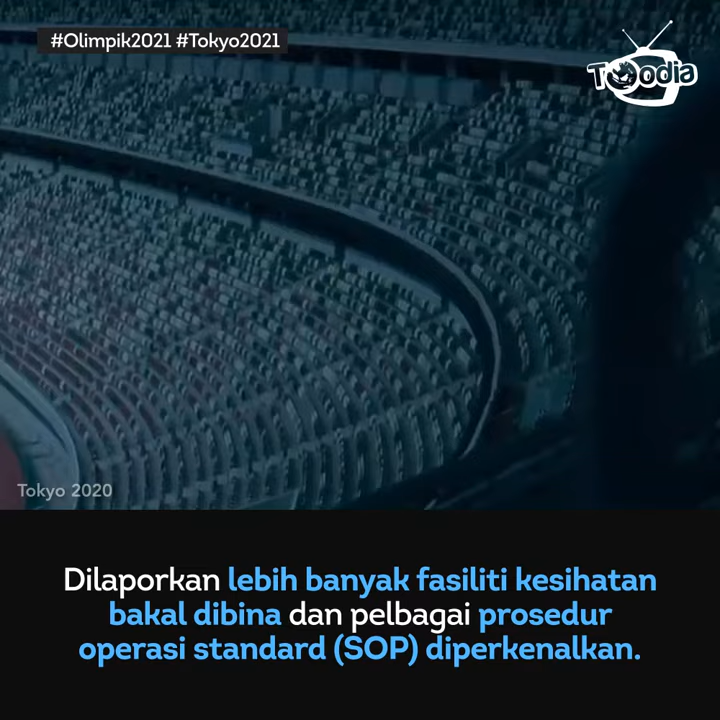 #Olimpik2021 #Tokyo2021
Toodia
Tokyo 2020
Dilaporkan lebih banyak fasiliti kesihatan
bakal dibina dan pelbagai prosedur
operasi standard (SOP) diperkenalkan.